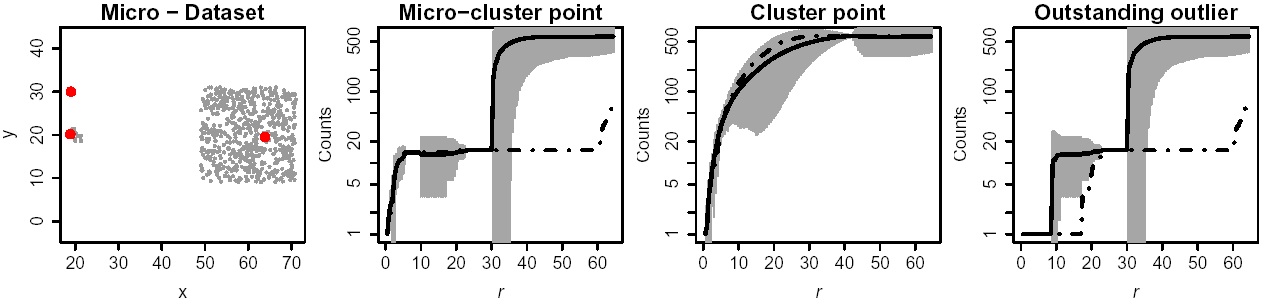 Micro - Dataset
Micro-cluster point
Cluster point
Outstanding outlier
40
30
20
10
0
y
20 30 40 50 60 70
x
500
100
20
5
1
Counts
0 10 20 30 40 50 60
r
500
100
20
5
1
Counts
0 10 20 30 40 50 60
r
500
100
20
5
1
Counts
0 10 20 30 40 50 60
r